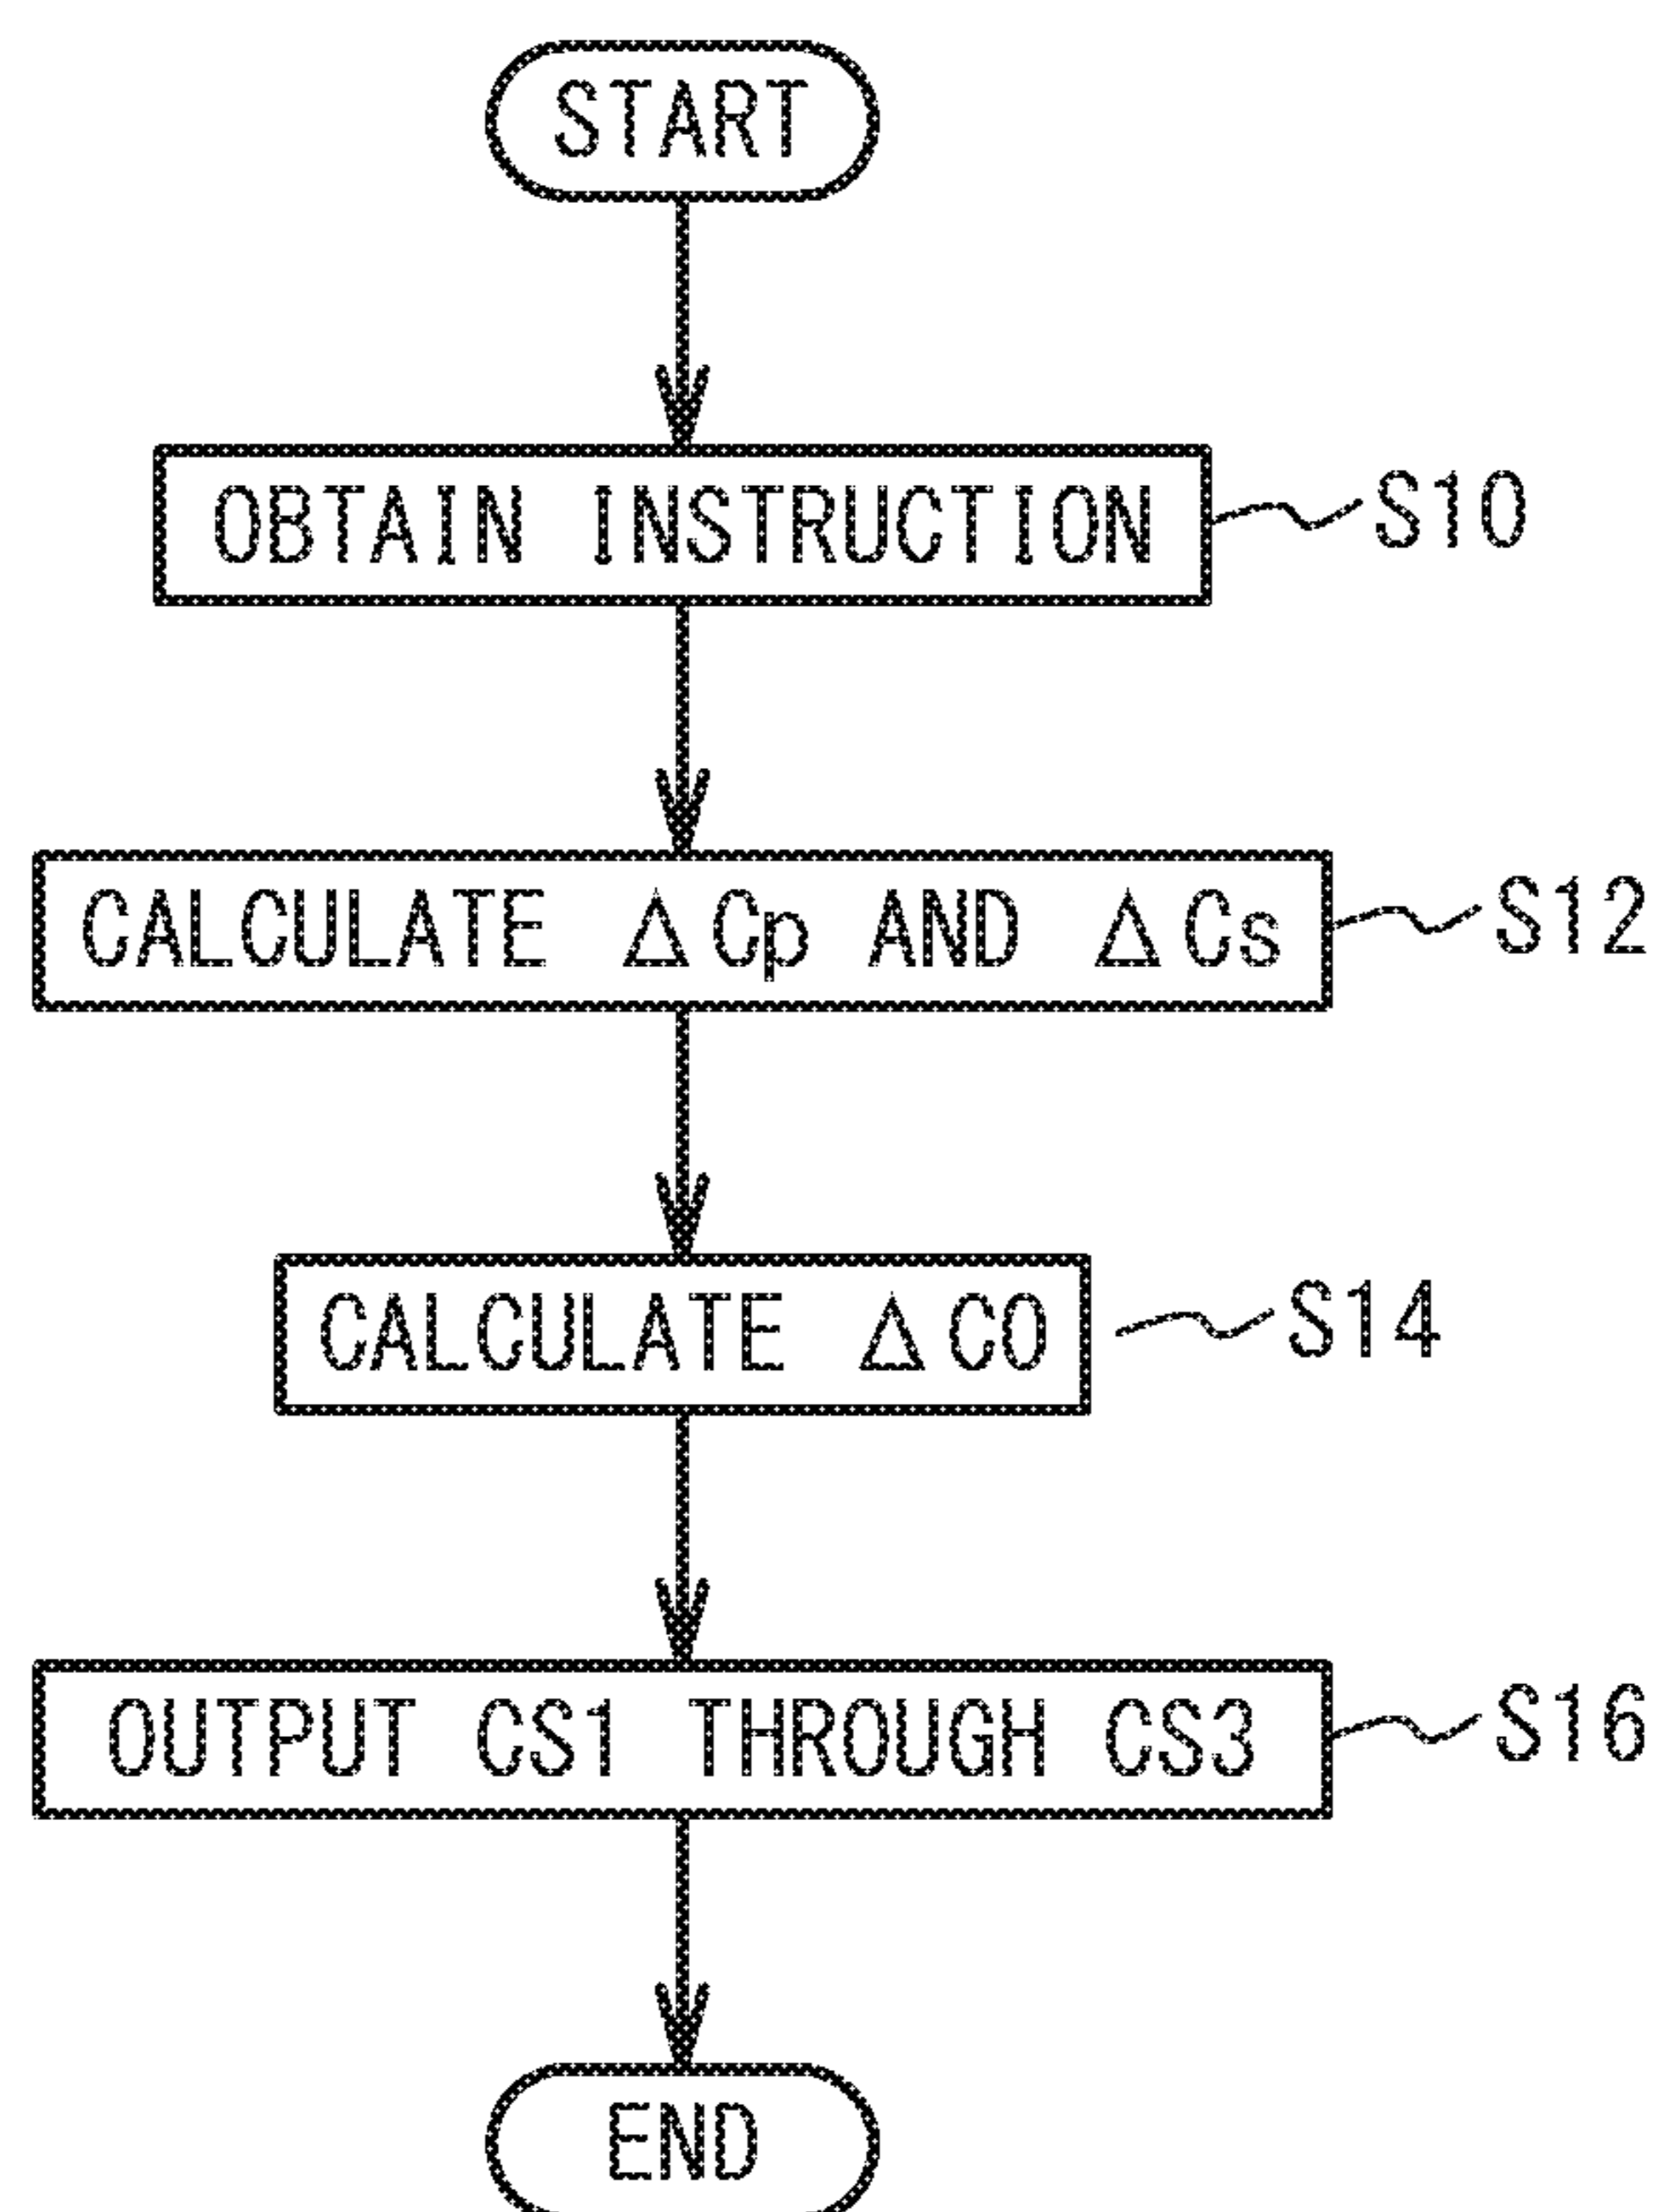 START
OBTAIN INSTRUCTION S10
CALCULATE ΔCp AND ΔCs S12
CALCULATE ΔC0 S14
OUTPUT CS1 THROUGH CS3 S16
END